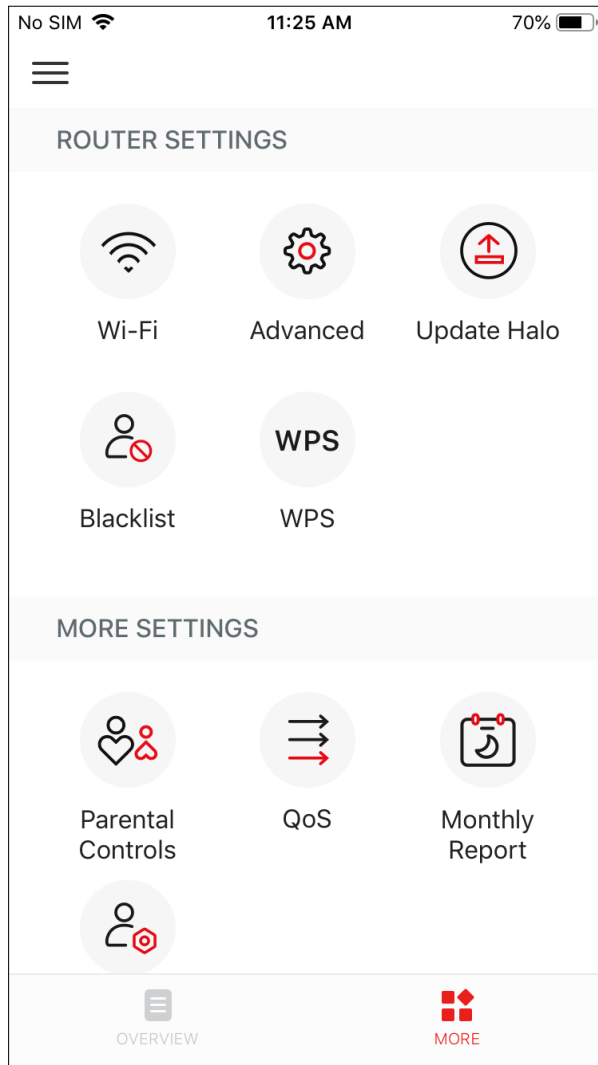 No SIM 11:25 AM 70%
ROUTER SETTINGS
Wi-Fi Advanced Update Halo
WPS
Blacklist WPS
MORE SETTINGS
Parental Controls QoS Monthly Report
OVERVIEW MORE